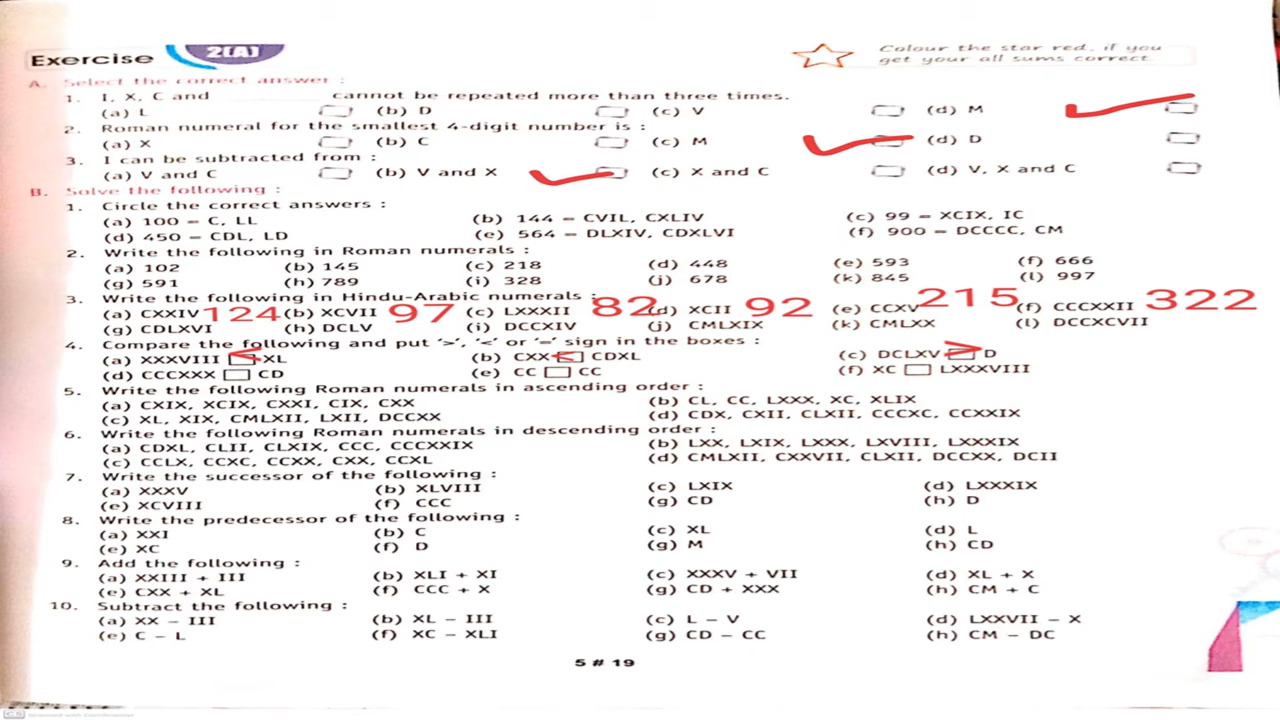 Exercise 2(A)
Colour the star red, if you
get your all sums correct.
A. Select the correct answer :
1. I, X, C and ________ cannot be repeated more than three times.
(a) L (b) D (c) V (d) M
2. Roman numeral for the smallest 4-digit number is :
(a) X (b) C (c) M (d) D
3. I can be subtracted from :
(a) V and C (b) V and X (c) X and C (d) V, X and C
B. Solve the following :
1. Circle the correct answers :
(a) 100 = C, LL (b) 144 = CVIL, CXLIV (c) 99 = XCIX, IC
(d) 450 = CDL, LD (e) 564 = DLXIV, CDXLVI (f) 900 = DCCCC, CM
2. Write the following in Roman numerals :
(a) 102 (b) 145 (c) 218 (d) 448 (e) 593 (f) 666
(g) 591 (h) 789 (i) 328 (j) 678 (k) 845 (l) 997
3. Write the following in Hindu-Arabic numerals :
(a) CXXIV 124 (b) XCVII 97 (c) LXXXII 82 (d) XCII 92 (e) CCXV 215 (f) CCCXXII 322
(g) CDLXVI (h) DCLV (i) DCCXIV (j) CMLXIX (k) CMLXX (l) DCCXCVII
4. Compare the following and put '>', '<' or '=' sign in the boxes :
(a) XXXVIII < XL (b) CXX < CDXL (c) DCLXV > D
(d) CCCXXX CD (e) CC CC (f) XC LXXXVIII
5. Write the following Roman numerals in ascending order :
(a) CXIX, XCIX, CXXI, CIX, CXX (b) CL, CC, LXXX, XC, XLIX
(c) XL, XIX, CMLXII, LXII, DCCXX (d) CDX, CXII, CLXII, CCCXC, CCXXIX
6. Write the following Roman numerals in descending order :
(a) CDXL, CLII, CLXIX, CCC, CCCXXIX (b) LXX, LXIX, LXXX, LXVIII, LXXXIX
(c) CCLX, CCXC, CCXX, CXX, CCXL (d) CMLXII, CXXVII, CLXII, DCCXX, DCII
7. Write the successor of the following :
(a) XXXV (b) XLVIII (c) LXIX (d) LXXXIX
(e) XCVIII (f) CCC (g) CD (h) D
8. Write the predecessor of the following :
(a) XXI (b) C (c) XL (d) L
(e) XC (f) D (g) M (h) CD
9. Add the following :
(a) XXIII + III (b) XLI + XI (c) XXXV + VII (d) XL + X
(e) CXX + XL (f) CCC + X (g) CD + XXX (h) CM + C
10. Subtract the following :
(a) XX – III (b) XL – III (c) L – V (d) LXXVII – X
(e) C – L (f) XC – XLI (g) CD – CC (h) CM – DC
5 # 19
CS Scanned with CamScanner